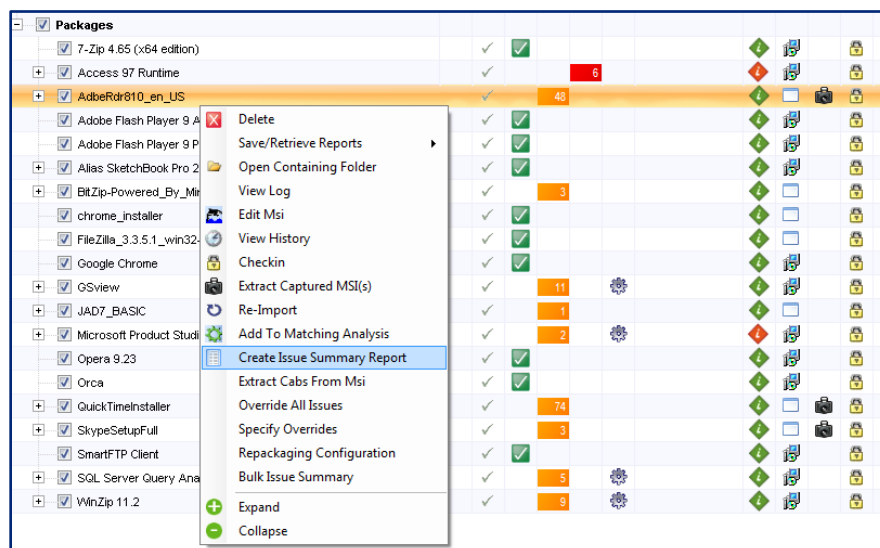 Packages
7-Zip 4.65 (x64 edition)
Access 97 Runtime 6
AdbeRdr810_en_US 48
Adobe Flash Player 9 A Delete
Adobe Flash Player 9 P Save/Retrieve Reports
Alias SketchBook Pro 2 Open Containing Folder
BitZip-Powered_By_Mir View Log 3
chrome_installer Edit Msi
FileZilla_3.3.5.1_win32- View History
Google Chrome Checkin
GSview Extract Captured MSI(s) 11
JAD7_BASIC Re-Import 1
Microsoft Product Studi Add To Matching Analysis 2
Opera 9.23 Create Issue Summary Report
Orca Extract Cabs From Msi
QuickTimeInstaller Override All Issues 74
SkypeSetupFull Specify Overrides 3
SmartFTP Client Repackaging Configuration
SQL Server Query Ana Bulk Issue Summary 5
WinZip 11.2 Expand 9
Collapse